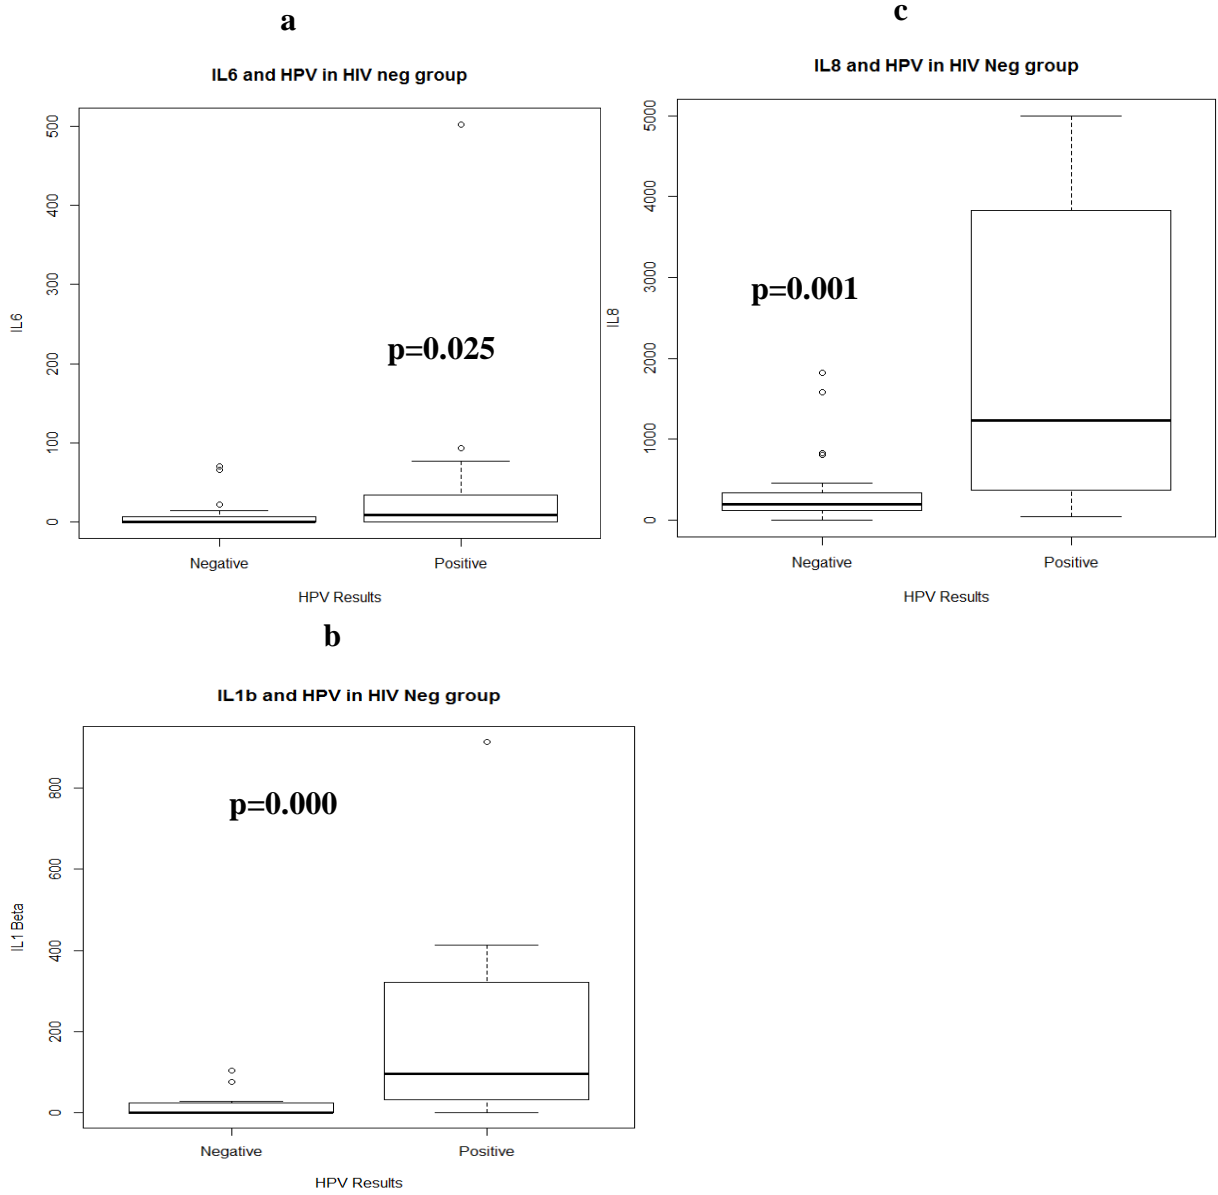 a
IL6 and HPV in HIV neg group
500
400
300
200
100
0
IL6
p=0.025
Negative
Positive
HPV Results
c
IL8 and HPV in HIV Neg group
5000
4000
3000
2000
1000
0
IL8
p=0.001
Negative
Positive
HPV Results
b
IL1b and HPV in HIV Neg group
800
600
400
200
0
IL1 Beta
p=0.000
Negative
Positive
HPV Results